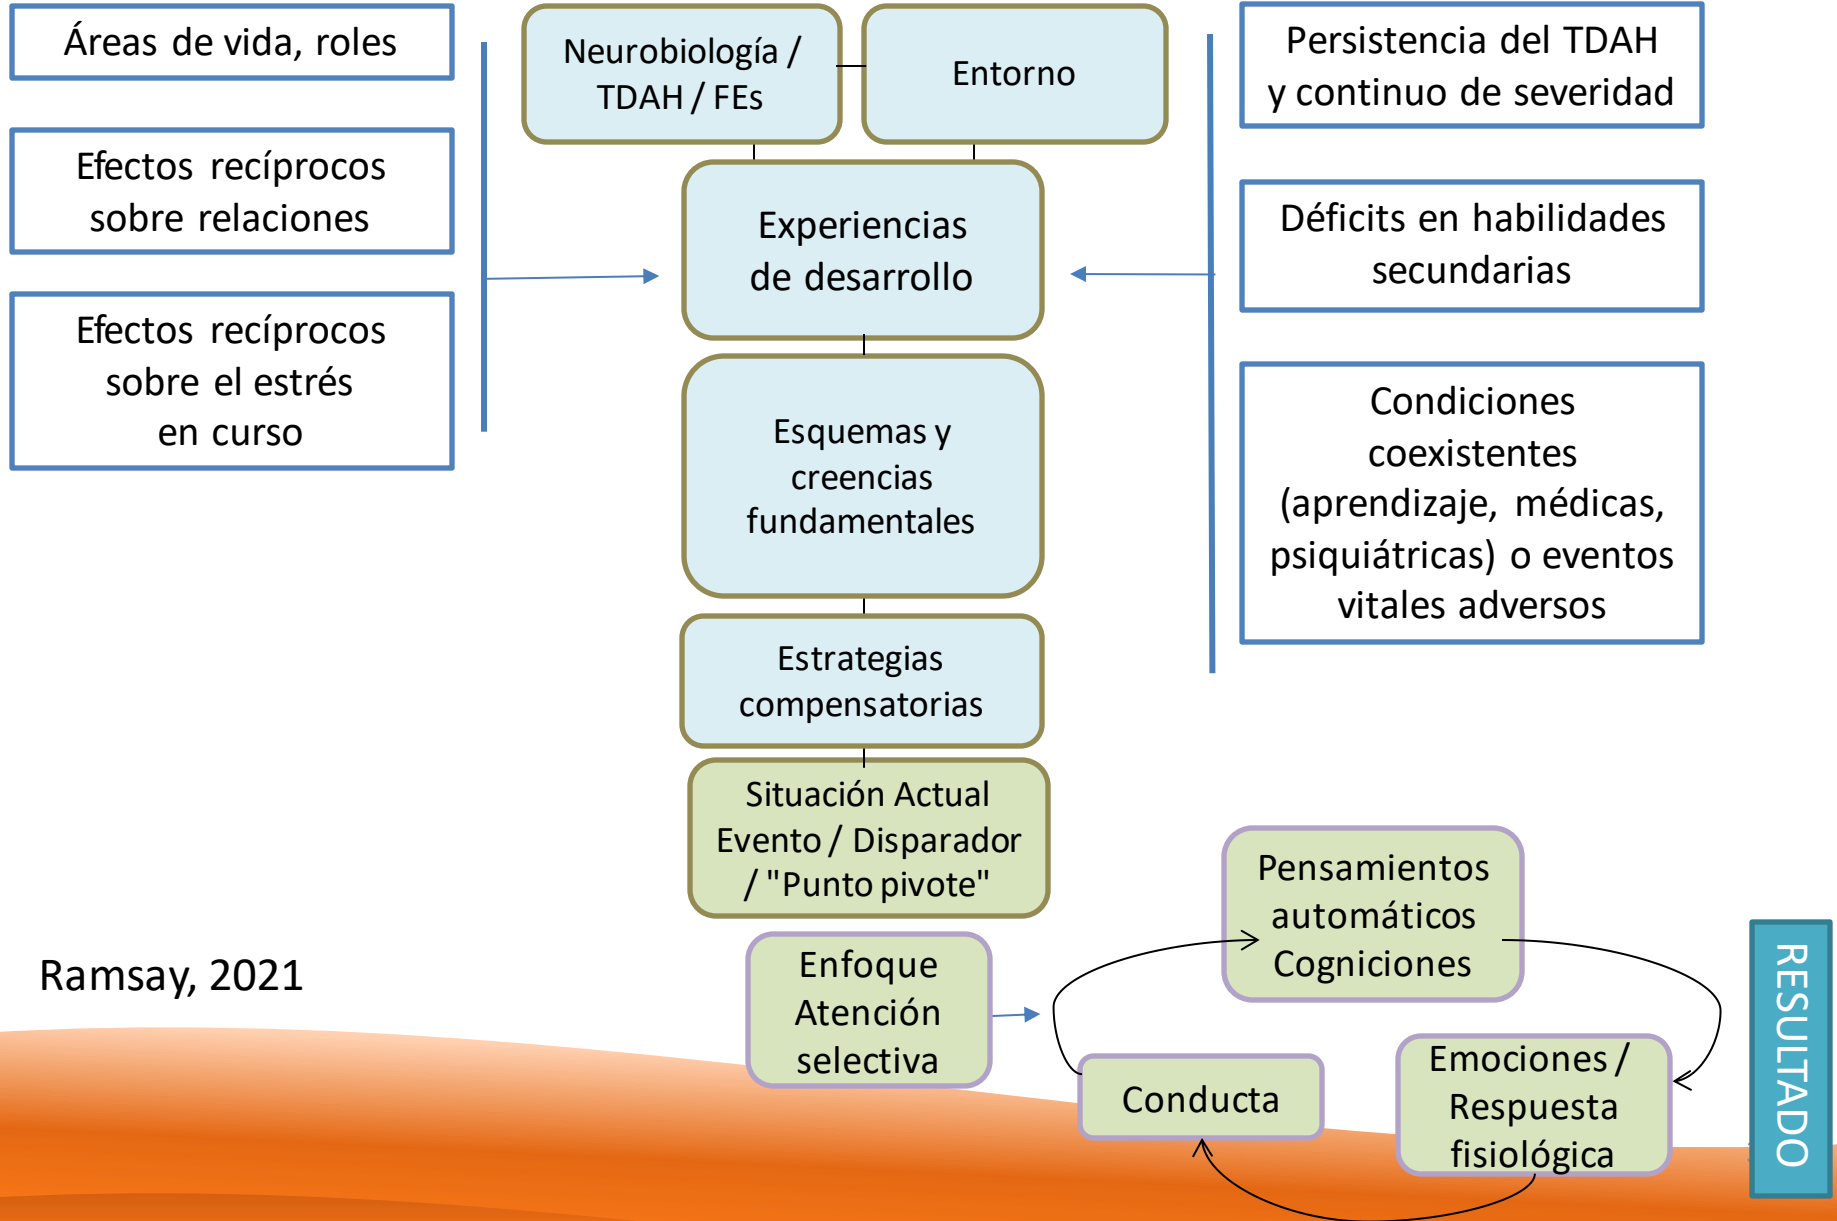 Áreas de vida, roles
Efectos recíprocos
sobre relaciones
Efectos recíprocos
sobre el estrés
en curso
Neurobiología /
TDAH / FEs
Entorno
Experiencias
de desarrollo
Esquemas y
creencias
fundamentales
Estrategias
compensatorias
Situación Actual
Evento / Disparador
/ "Punto pivote"
Enfoque
Atención
selectiva
Persistencia del TDAH
y continuo de severidad
Déficits en habilidades
secundarias
Condiciones
coexistentes
(aprendizaje, médicas,
psiquiátricas) o eventos
vitales adversos
Pensamientos
automáticos
Cogniciones
Emociones /
Respuesta
fisiológica
Conducta
RESULTADO
Ramsay, 2021